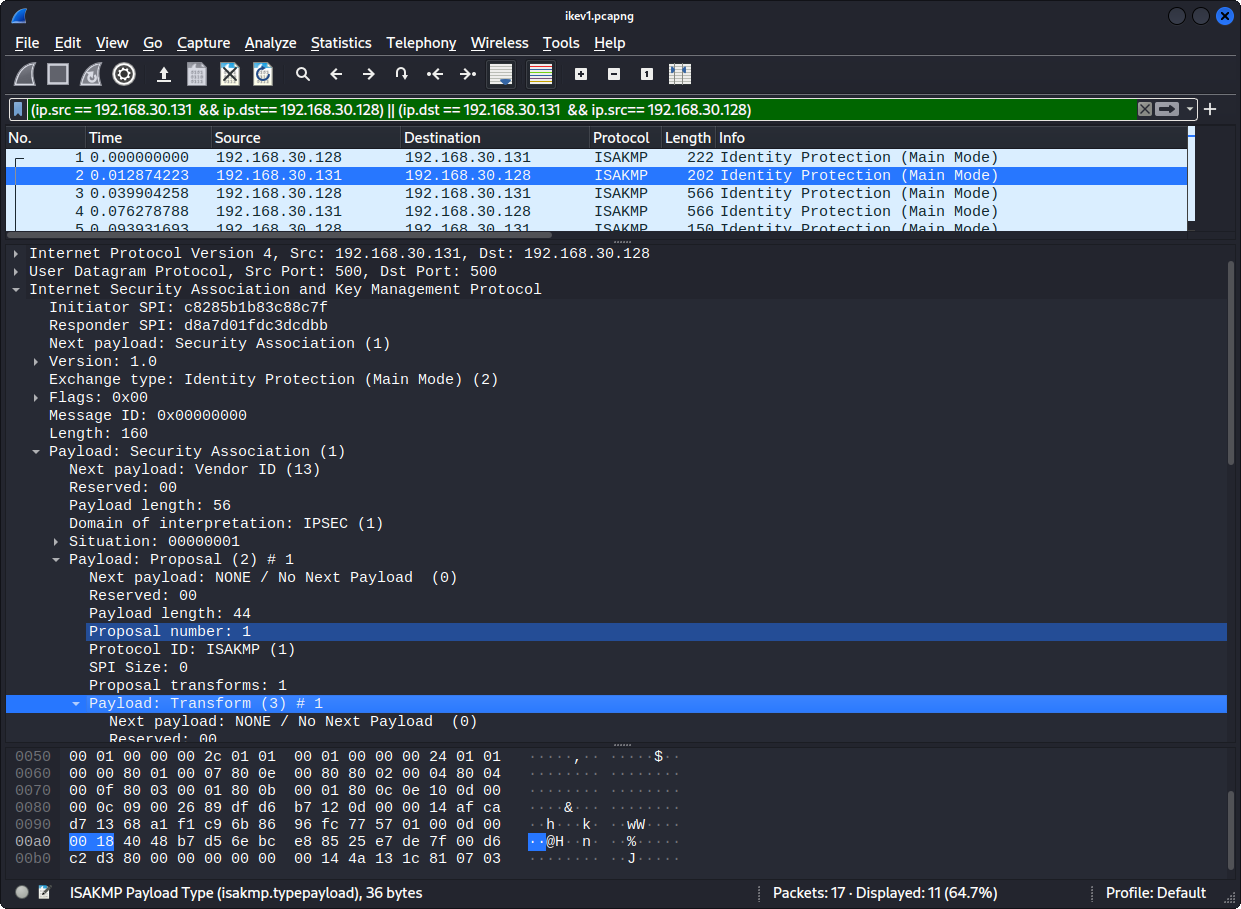 ikev1.pcapng
File Edit View Go Capture Analyze Statistics Telephony Wireless Tools Help
(ip.src == 192.168.30.131  && ip.dst== 192.168.30.128) || (ip.dst == 192.168.30.131  && ip.src== 192.168.30.128)
No. Time Source Destination Protocol Length Info
1 0.000000000 192.168.30.128 192.168.30.131 ISAKMP 222 Identity Protection (Main Mode)
2 0.012874223 192.168.30.131 192.168.30.128 ISAKMP 202 Identity Protection (Main Mode)
3 0.039904258 192.168.30.128 192.168.30.131 ISAKMP 566 Identity Protection (Main Mode)
4 0.076278788 192.168.30.131 192.168.30.128 ISAKMP 566 Identity Protection (Main Mode)
5 0.093931693 192.168.30.128 192.168.30.131 ISAKMP 150 Identity Protection (Main Mode)
Internet Protocol Version 4, Src: 192.168.30.131, Dst: 192.168.30.128
User Datagram Protocol, Src Port: 500, Dst Port: 500
Internet Security Association and Key Management Protocol
Initiator SPI: c8285b1b83c88c7f
Responder SPI: d8a7d01fdc3dcdbb
Next payload: Security Association (1)
Version: 1.0
Exchange type: Identity Protection (Main Mode) (2)
Flags: 0x00
Message ID: 0x00000000
Length: 160
Payload: Security Association (1)
Next payload: Vendor ID (13)
Reserved: 00
Payload length: 56
Domain of interpretation: IPSEC (1)
Situation: 00000001
Payload: Proposal (2) # 1
Next payload: NONE / No Next Payload  (0)
Reserved: 00
Payload length: 44
Proposal number: 1
Protocol ID: ISAKMP (1)
SPI Size: 0
Proposal transforms: 1
Payload: Transform (3) # 1
Next payload: NONE / No Next Payload  (0)
Reserved: 00
0050 00 01 00 00 00 2c 01 01 00 01 00 00 00 24 01 01 ·····,·· ·····$··
0060 00 00 80 01 00 07 80 0e 00 80 80 02 00 04 80 04 ········ ········
0070 00 0f 80 03 00 01 80 0b 00 01 80 0c 0e 10 0d 00 ········ ········
0080 00 0c 09 00 26 89 df d6 b7 12 0d 00 00 14 af ca ····&··· ········
0090 d7 13 68 a1 f1 c9 6b 86 96 fc 77 57 01 00 0d 00 ··h···k· ··wW····
00a0 00 18 40 48 b7 d5 6e bc e8 85 25 e7 de 7f 00 d6 ··@H··n· ··%·····
00b0 c2 d3 80 00 00 00 00 00 00 14 4a 13 1c 81 07 03 ········ ··J·····
ISAKMP Payload Type (isakmp.typepayload), 36 bytes
Packets: 17 · Displayed: 11 (64.7%)
Profile: Default